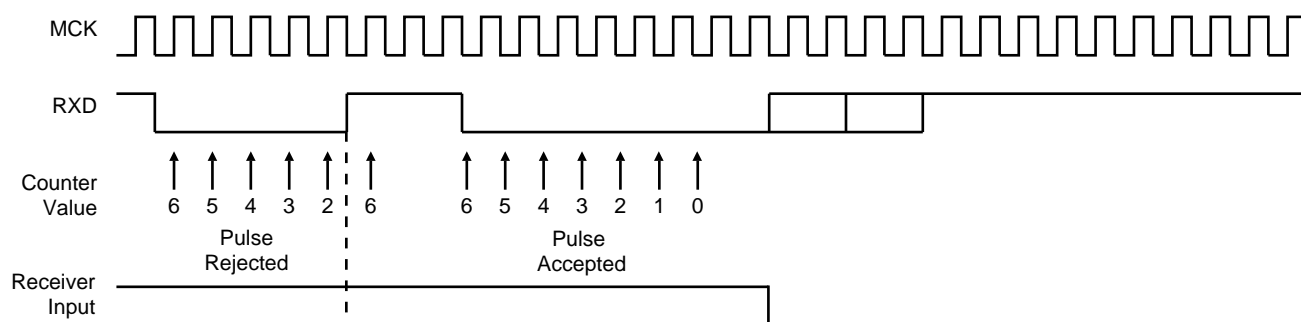 MCK
RXD
Counter
Value
6 5 4 3 2 6 6 5 4 3 2 1 0
Pulse
Rejected
Pulse
Accepted
Receiver
Input